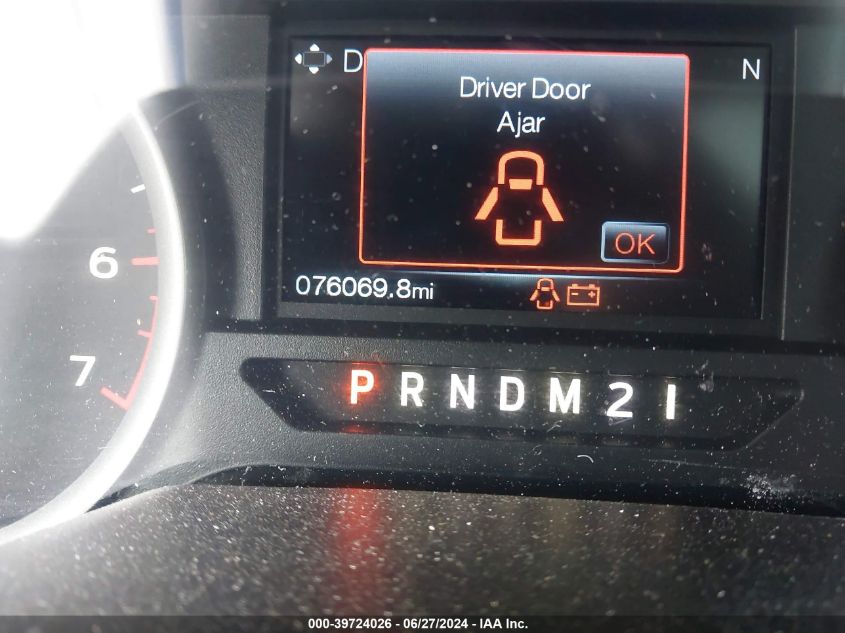 D
N
Driver Door
Ajar
OK
076069.8mi
6
7
P R N D M 2 1
000-39724026 - 06/27/2024 - IAA Inc.